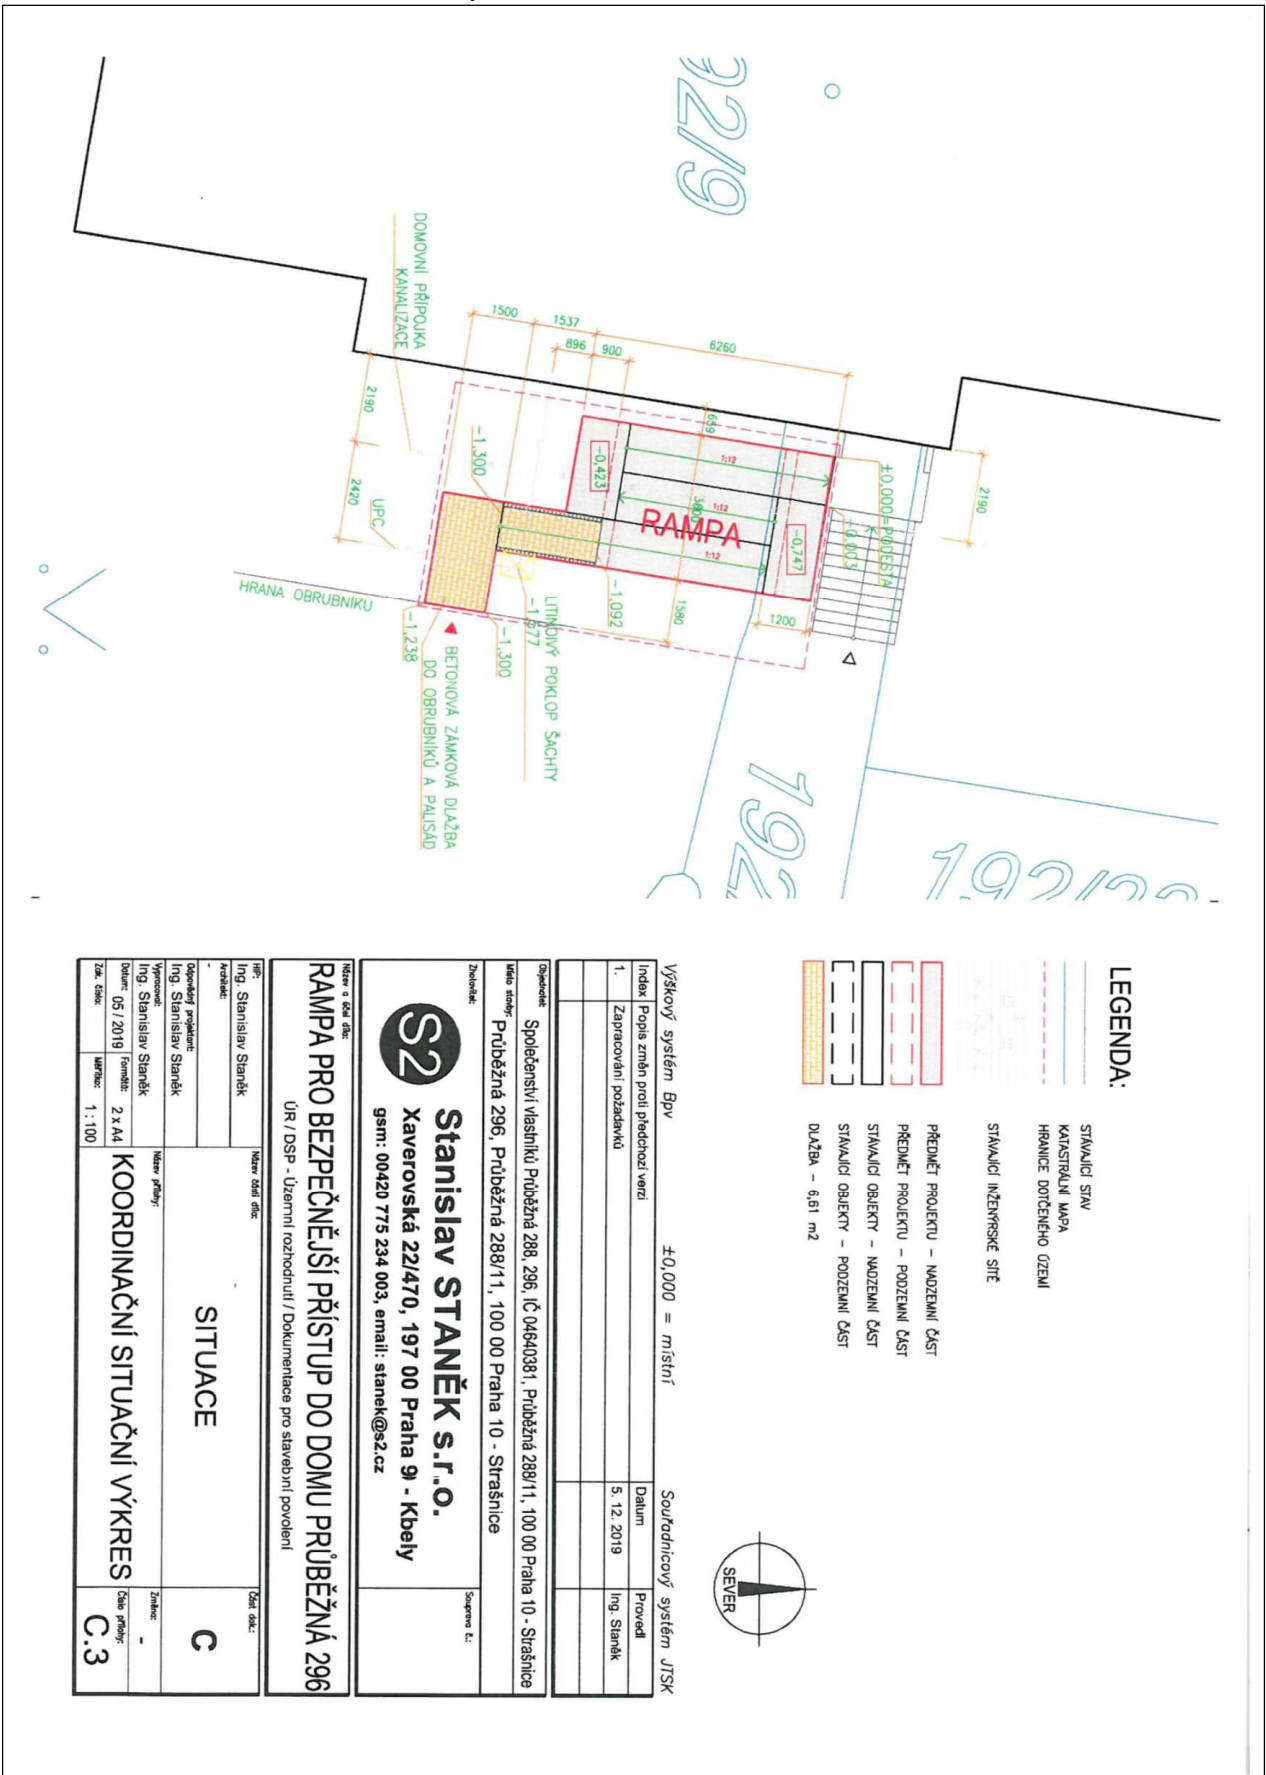 192/9
192
192/20
DOMOVNÍ PŘÍPOJKA
KANALIZACE
1500
1537
896
900
6260
2190
2420
UPC
HRANA OBRUBNÍKU
659
-1,300
-0,423
1:12
1:12
1:12
3600
RAMPA
±0,000=PODESTA
-0,003
-0,747
2190
-1,092
1580
1200
LITINOVÝ POKLOP ŠACHTY
-1,300
-1,238
BETONOVÁ ZÁMKOVÁ DLAŽBA
DO OBRUBNÍKŮ A PALISÁD
LEGENDA:
STÁVAJÍCÍ STAV
KATASTRÁLNÍ MAPA
HRANICE DOTČENÉHO ÚZEMÍ
STÁVAJÍCÍ INŽENÝRSKÉ SÍTĚ
PŘEDMĚT PROJEKTU – NADZEMNÍ ČÁST
PŘEDMĚT PROJEKTU – PODZEMNÍ ČÁST
STÁVAJÍCÍ OBJEKTY – NADZEMNÍ ČÁST
STÁVAJÍCÍ OBJEKTY – PODZEMNÍ ČÁST
DLAŽBA – 6,61 m2
SEVER
Výškový systém Bpv ±0,000 = místní Souřadnicový systém JTSK
Index Popis změn proti předchozí verzi Datum Provedl
1. Zapracování požadavků 5. 12. 2019 Ing. Staněk
Objednatel:
Společenství vlastníků Průběžná 288, 296, IČ 04640381, Průběžná 288/11, 100 00 Praha 10 - Strašnice
Místo stavby:
Průběžná 296, Průběžná 288/11, 100 00 Praha 10 - Strašnice
Zhotovitel:
S2
Stanislav STANĚK s.r.o.
Xaverovská 22/470, 197 00 Praha 9 - Kbely
gsm: 00420 775 234 003, email: stanek@s2.cz
Souprava č.:
Název a účel díla:
RAMPA PRO BEZPEČNĚJŠÍ PŘÍSTUP DO DOMU PRŮBĚŽNÁ 296
ÚR / DSP - Územní rozhodnutí / Dokumentace pro stavební povolení
HIP:
Ing. Stanislav Staněk
Architekt:
-
Odpovědný projektant:
Ing. Stanislav Staněk
Vypracoval:
Ing. Stanislav Staněk
Datum: 05 / 2019 Formátů: 2 x A4
Zak. číslo: Měřítko: 1 : 100
Název části díla:
SITUACE
Část dok.:
C
Název přílohy:
KOORDINAČNÍ SITUAČNÍ VÝKRES
Změna:
-
Číslo přílohy:
C.3